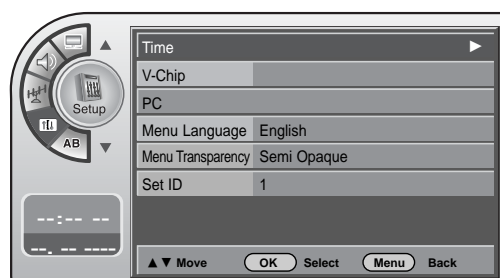 Time ►
V-Chip
PC
Menu Language English
Menu Transparency Semi Opaque
Set ID 1
Setup
AB
--:-- --
--. -- ----
▲▼ Move OK Select Menu Back